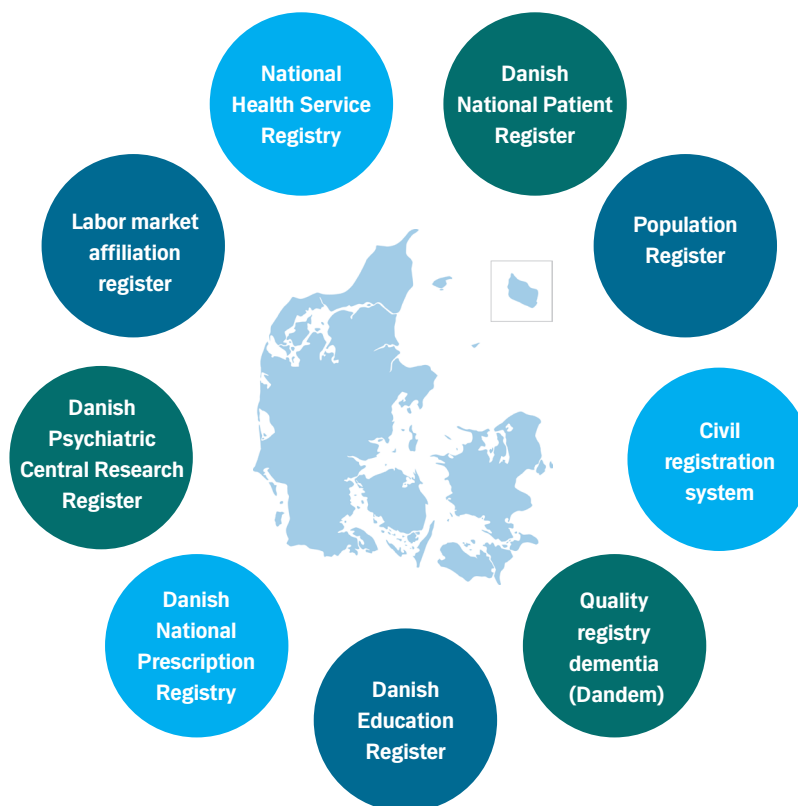 National
Health Service
Registry
Danish
National Patient
Register
Labor market
affiliation
register
Population
Register
Danish
Psychiatric
Central Research
Register
Civil
registration
system
Danish
National
Prescription
Registry
Quality
registry
dementia
(Dandem)
Danish
Education
Register